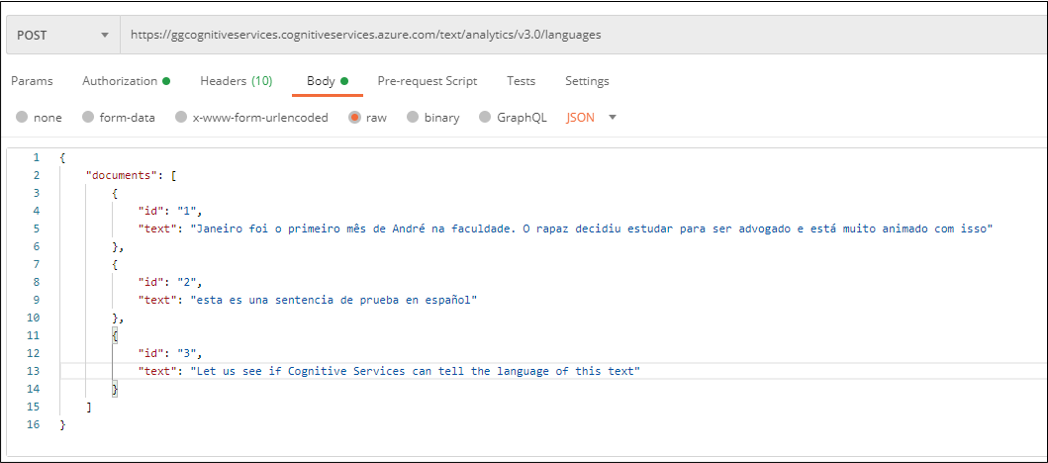 POST https://ggcognitiveservices.cognitiveservices.azure.com/text/analytics/v3.0/languages
Params Authorization Headers (10) Body Pre-request Script Tests Settings
none form-data x-www-form-urlencoded raw binary GraphQL JSON
1 {
2 "documents": [
3 {
4 "id": "1",
5 "text": "Janeiro foi o primeiro mês de André na faculdade. O rapaz decidiu estudar para ser advogado e está muito animado com isso"
6 },
7 {
8 "id": "2",
9 "text": "esta es una sentencia de prueba en español"
10 },
11 {
12 "id": "3",
13 "text": "Let us see if Cognitive Services can tell the language of this text"
14 }
15 ]
16 }